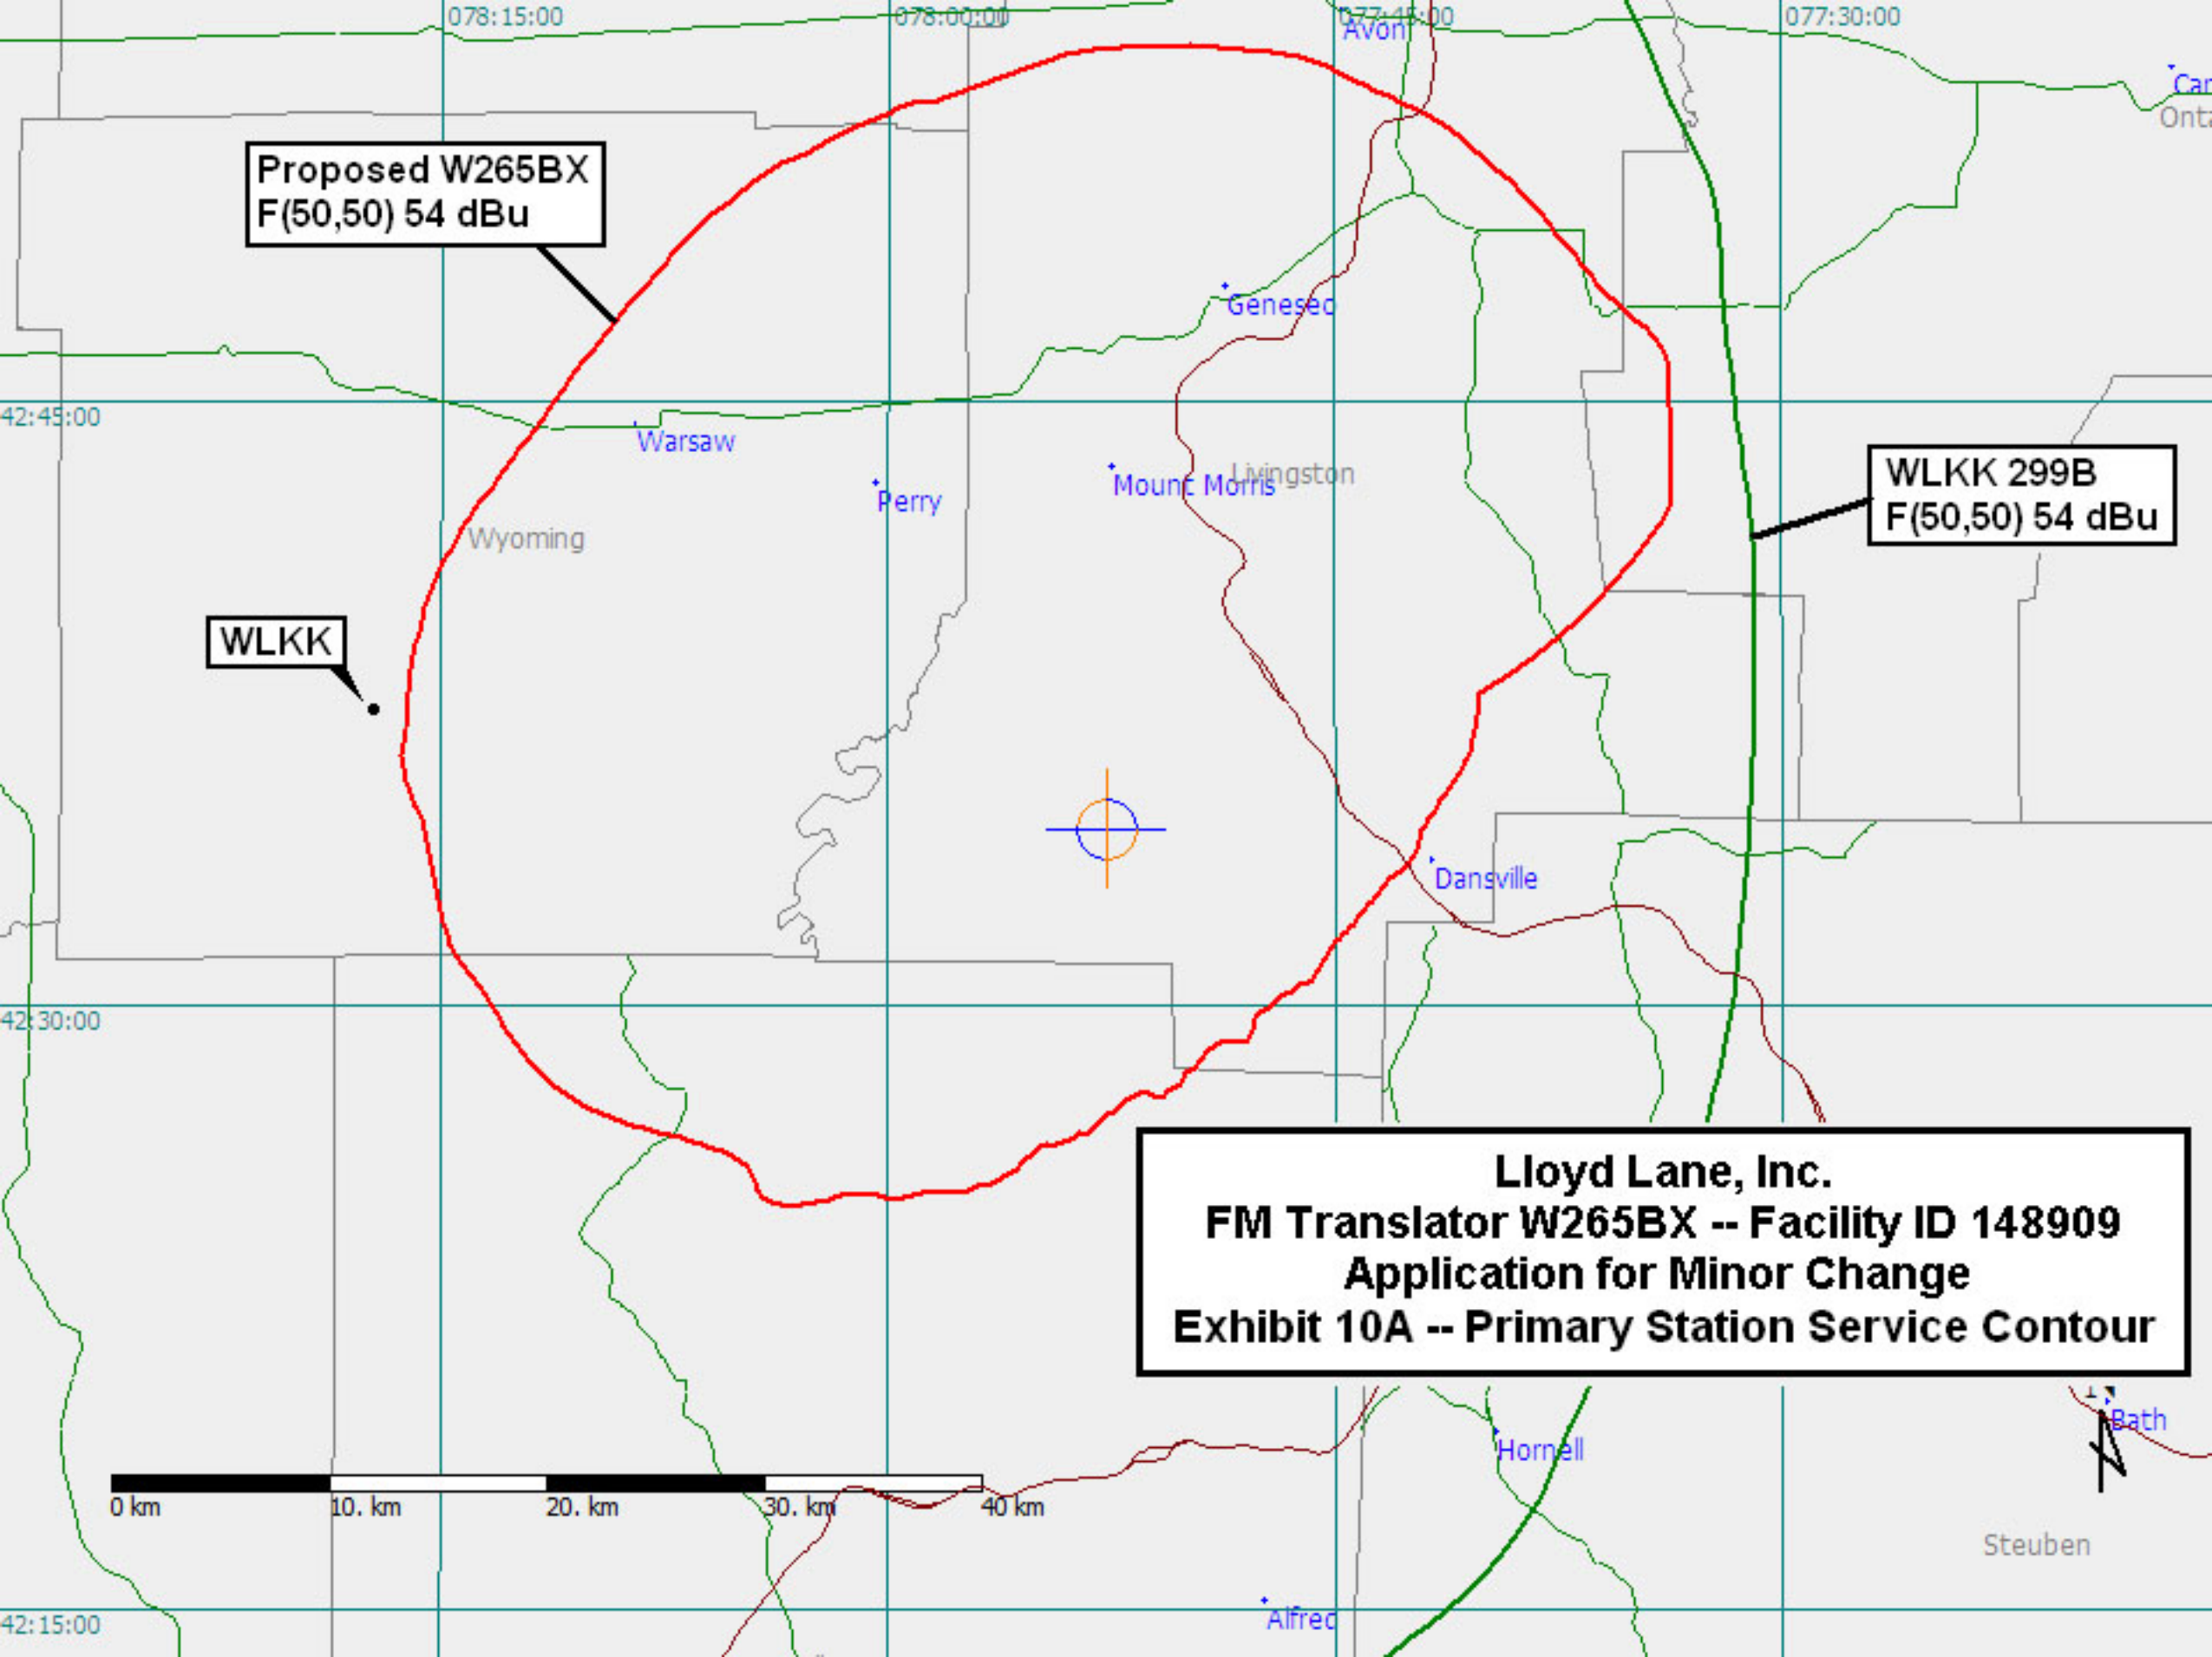 078:15:00
078:00:00
077:45:00
077:30:00
Avon
Proposed W265BX
F(50,50) 54 dBu
Geneseo
42:45:00
Warsaw
Perry
Mount Morris
Livingston
Wyoming
WLKK 299B
F(50,50) 54 dBu
WLKK
Dansville
42:30:00
Lloyd Lane, Inc.
FM Translator W265BX -- Facility ID 148909
Application for Minor Change
Exhibit 10A -- Primary Station Service Contour
Bath
Hornell
0 km
10. km
20. km
30. km
40 km
Steuben
Alfred
42:15:00